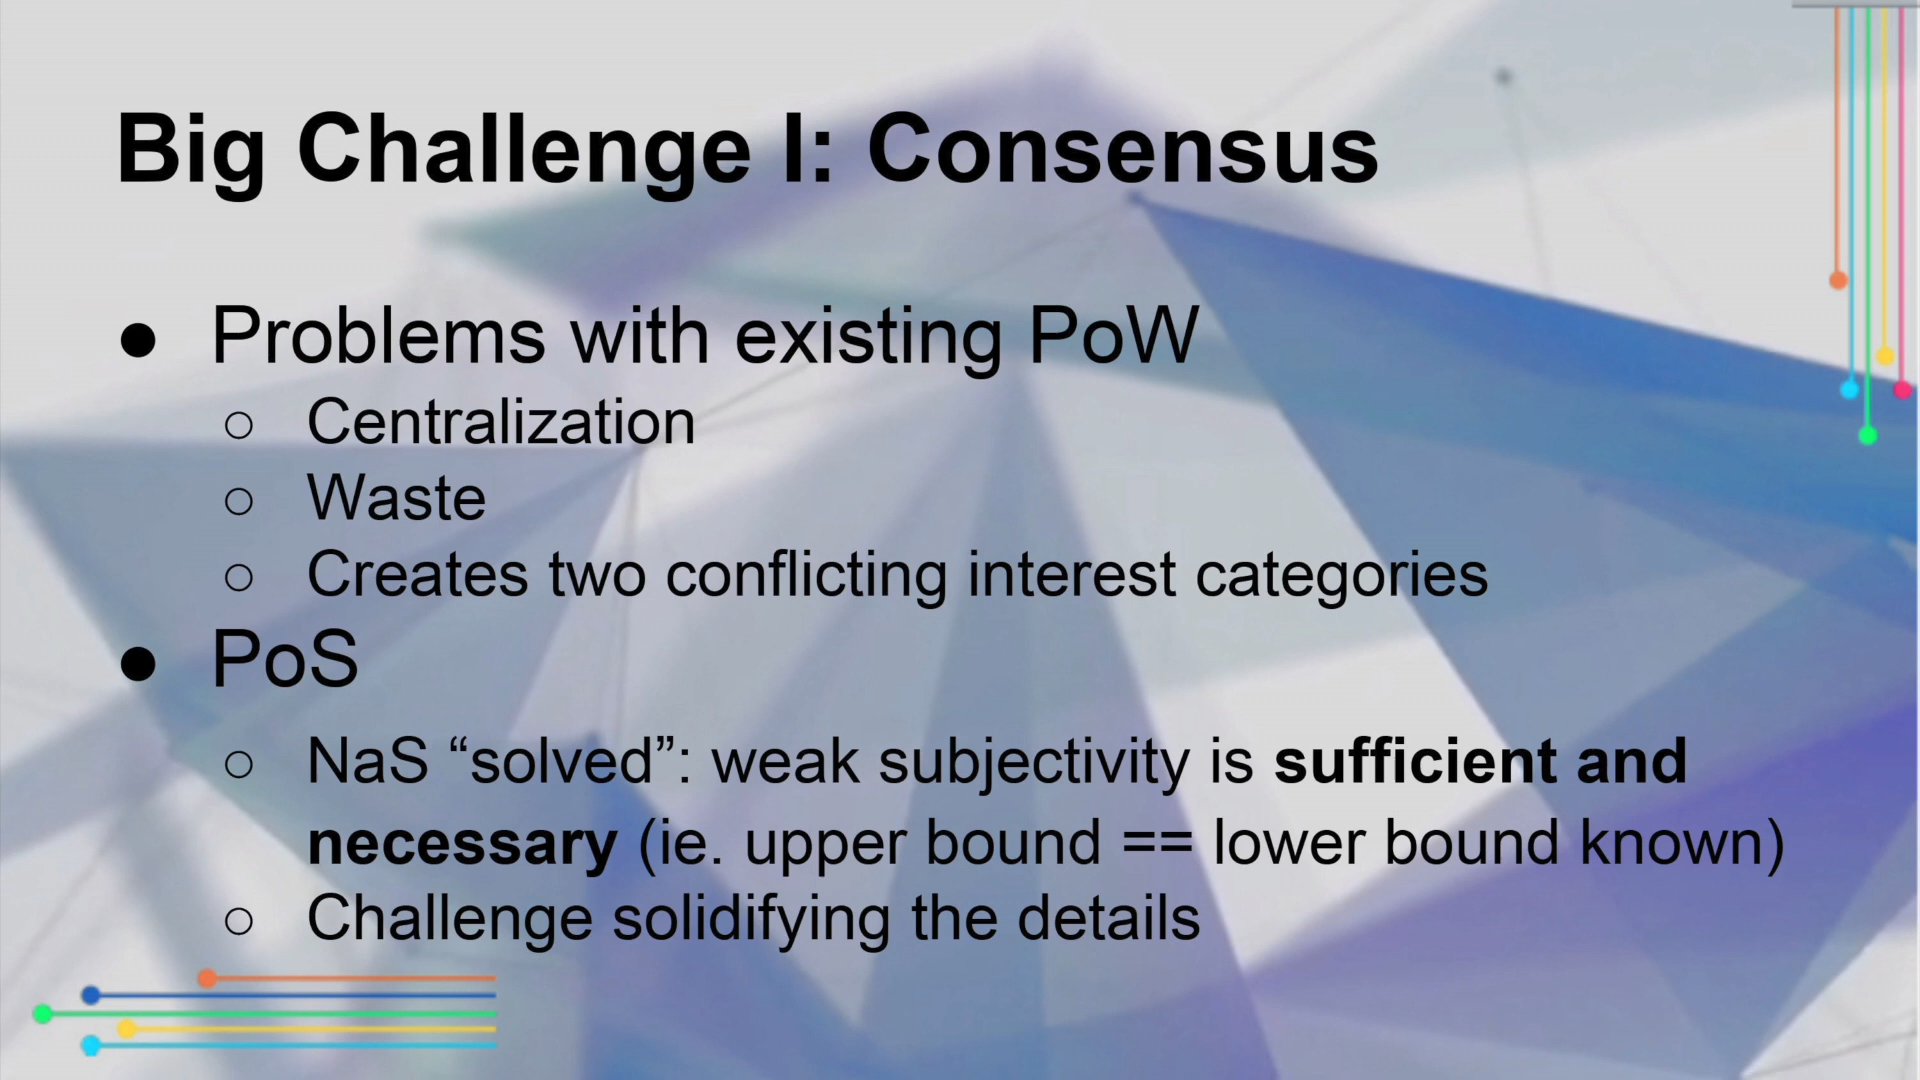 Big Challenge I: Consensus
● Problems with existing PoW
○ Centralization
○ Waste
○ Creates two conflicting interest categories
● PoS
○ NaS “solved”: weak subjectivity is sufficient and
necessary (ie. upper bound == lower bound known)
○ Challenge solidifying the details